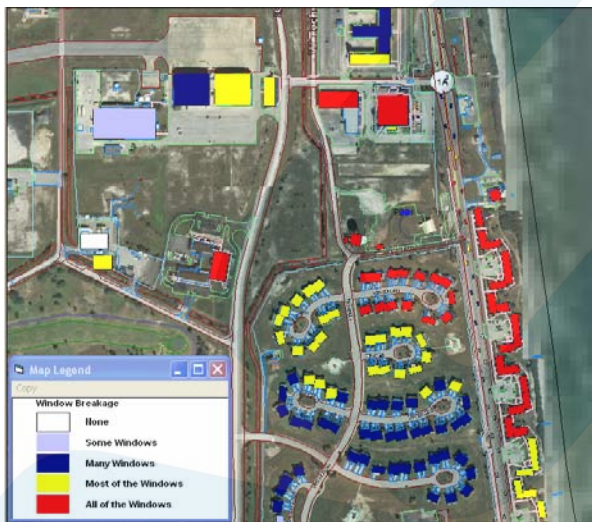 Map Legend
Copy
Window Breakage
None
Some Windows
Many Windows
Most of the Windows
All of the Windows